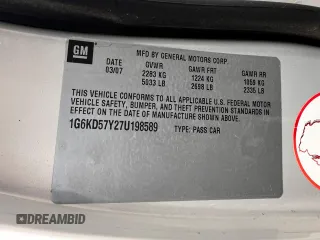 GM
MFD BY GENERAL MOTORS CORP.
DATE GVWR GAWR FRT GAWR RR
03/07 2283 KG 1224 KG 1059 KG
5033 LB 2698 LB 2335 LB
THIS VEHICLE CONFORMS TO ALL APPLICABLE U.S. FEDERAL MOTOR
VEHICLE SAFETY, BUMPER, AND THEFT PREVENTION STANDARDS
IN EFFECT ON THE DATE OF MANUFACTURE SHOWN ABOVE.
1G6KD57Y27U198589 TYPE: PASS CAR
DREAMBID